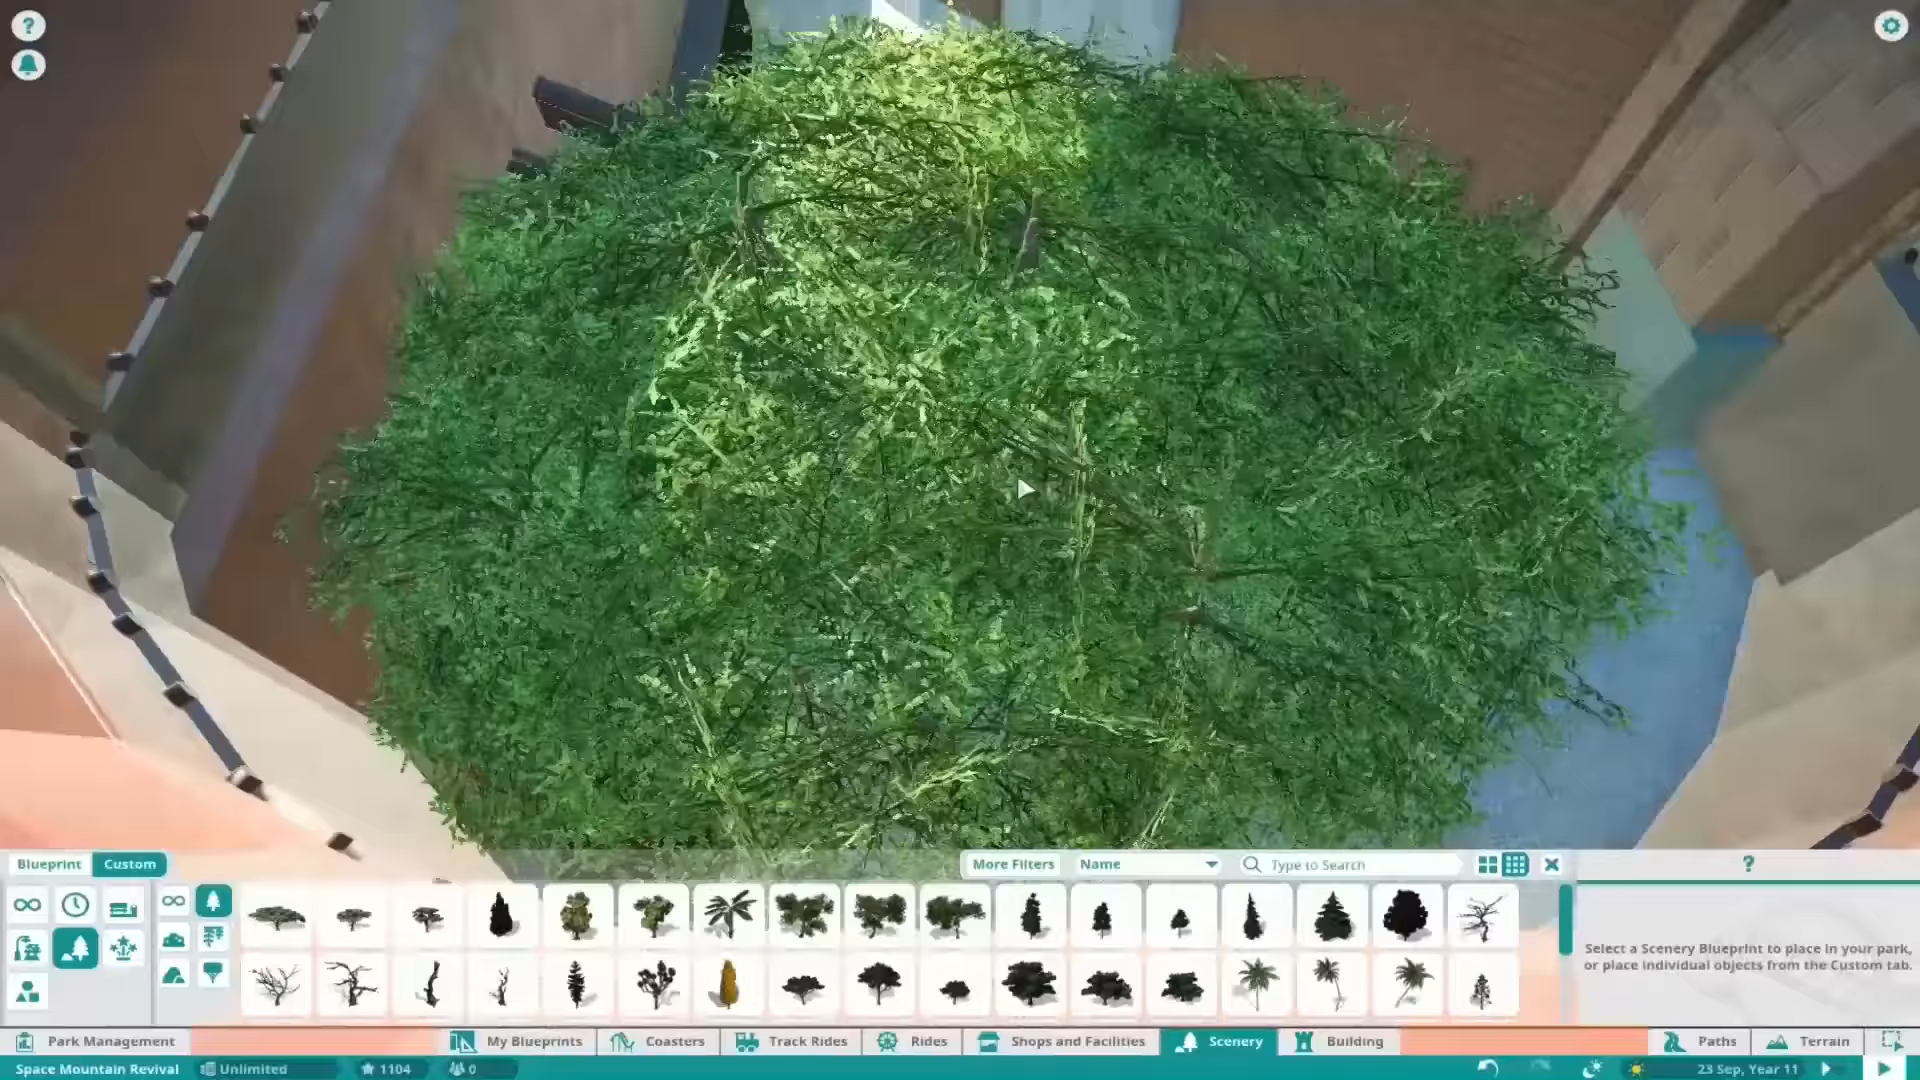 ?
Blueprint Custom
More Filters Name Type to Search
?
Select a Scenery Blueprint to place in your park,
or place individual objects from the Custom tab.
Park Management My Blueprints Coasters Track Rides Rides Shops and Facilities Scenery Building Paths Terrain
Space Mountain Revival Unlimited 1104 0 23 Sep, Year 11